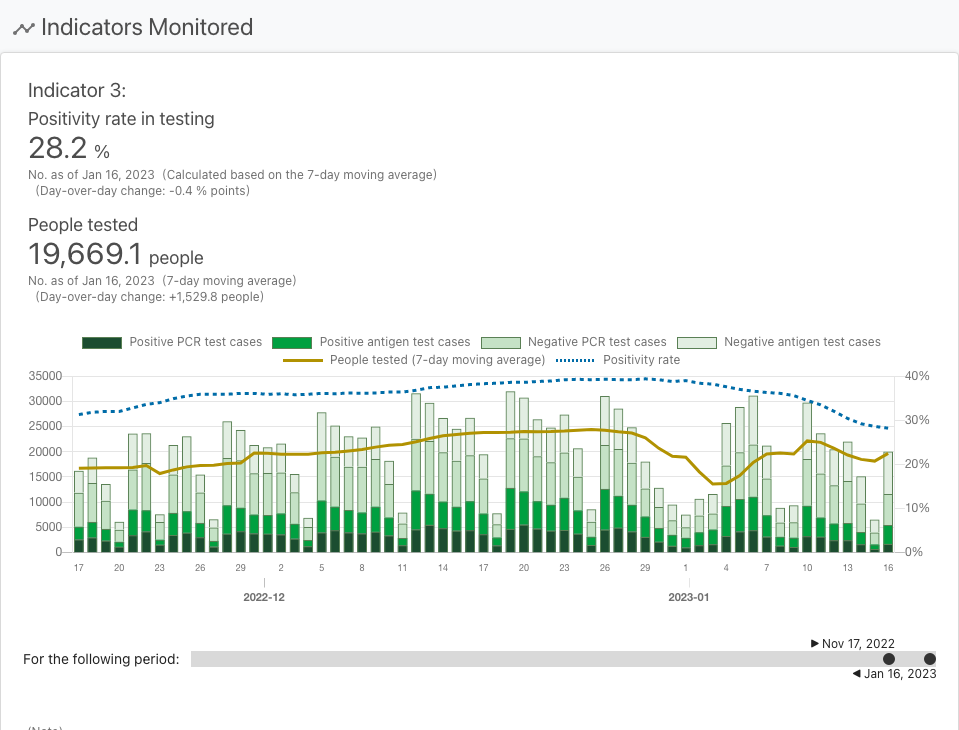 Indicators Monitored
Indicator 3:
Positivity rate in testing
28.2 %
No. as of Jan 16, 2023 (Calculated based on the 7-day moving average)
(Day-over-day change: -0.4 % points)
People tested
19,669.1 people
No. as of Jan 16, 2023 (7-day moving average)
(Day-over-day change: +1,529.8 people)
Positive PCR test cases Positive antigen test cases Negative PCR test cases Negative antigen test cases
People tested (7-day moving average) Positivity rate
35000 40%
30000
25000 30%
20000 20%
15000
10000 10%
5000
0 0%
17 20 23 26 29 2 5 8 11 14 17 20 23 26 29 1 4 7 10 13 16
2022-12 2023-01
▶ Nov 17, 2022
For the following period:
◀ Jan 16, 2023
(Note)